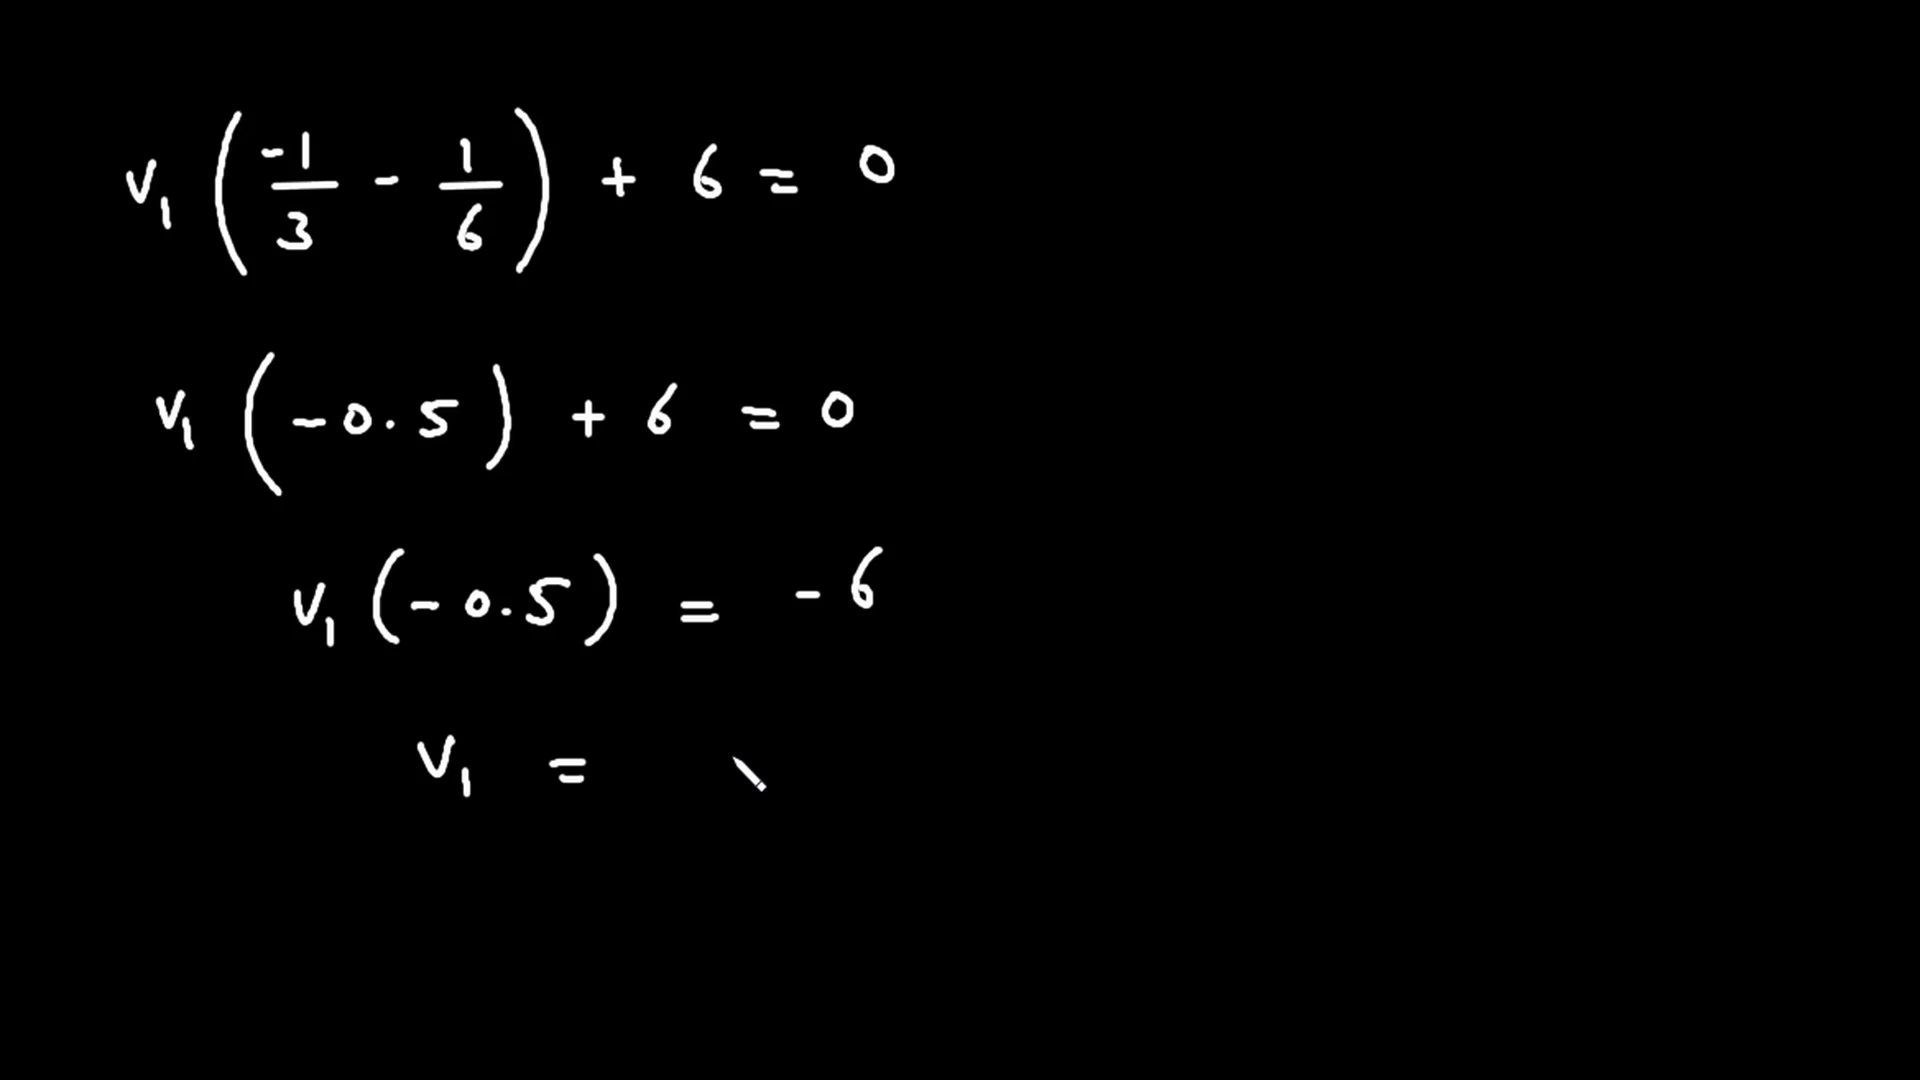 v₁ (-1/3 - 1/6) + 6 = 0
v₁ (-0.5) + 6 = 0
v₁ (-0.5) = -6
v₁ =